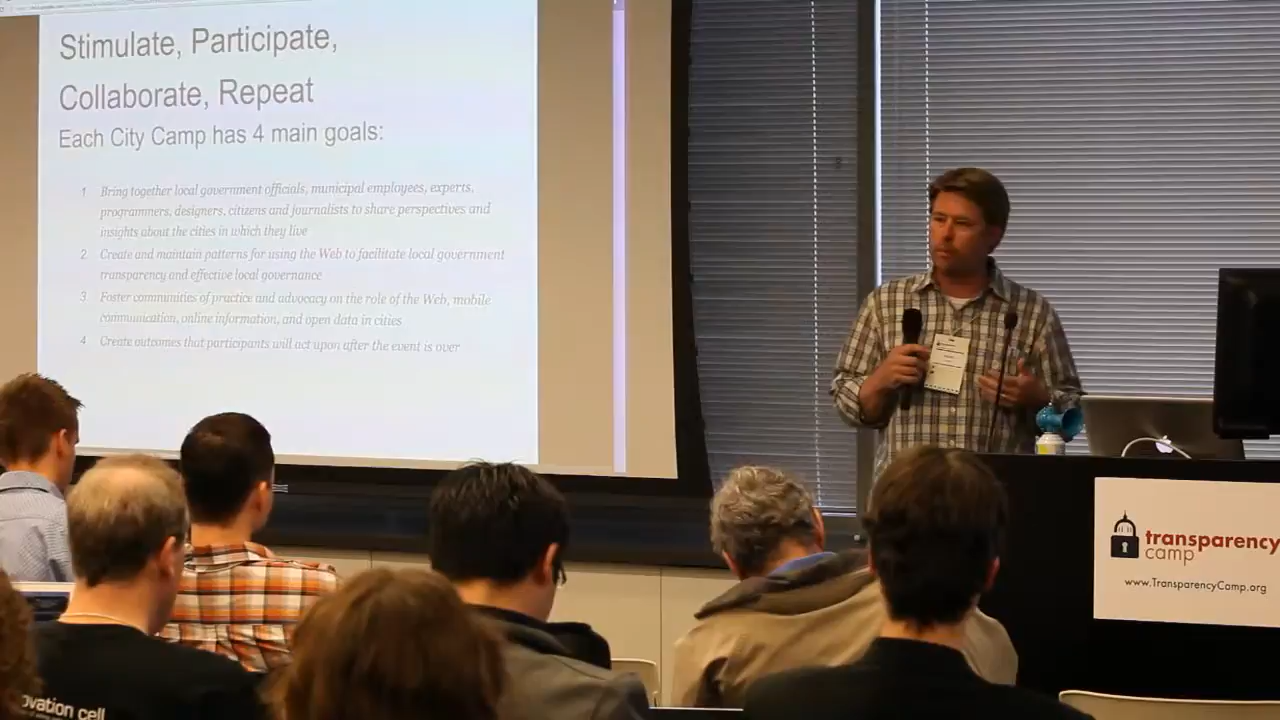 Stimulate, Participate,
Collaborate, Repeat
Each City Camp has 4 main goals:
1 Bring together local government officials, municipal employees, experts,
programmers, designers, citizens and journalists to share perspectives and
insights about the cities in which they live
2 Create and maintain patterns for using the Web to facilitate local government
transparency and effective local governance
3 Foster communities of practice and advocacy on the role of the Web, mobile
communication, online information, and open data in cities
4 Create outcomes that participants will act upon after the event is over
transparency
camp
www.TransparencyCamp.org
ovation cell